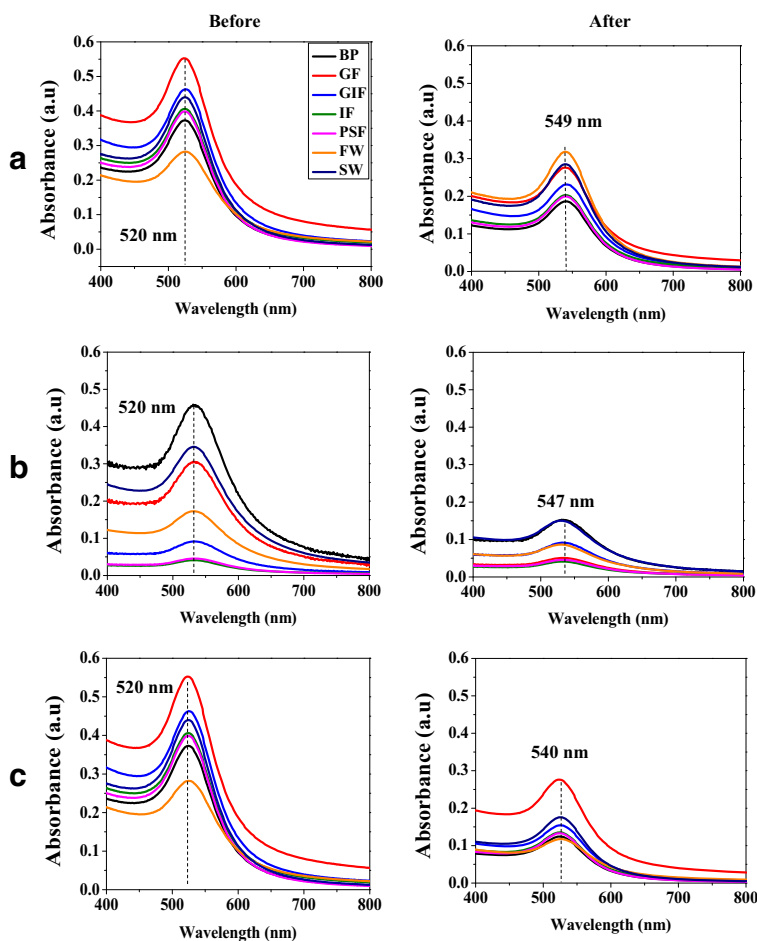 Before
After
a
Absorbance (a.u)
0.6
0.5
0.4
0.3
0.2
0.1
0.0
BP
GF
GIF
IF
PSF
FW
SW
520 nm
400 500 600 700 800
Wavelength (nm)
Absorbance (a.u)
0.6
0.5
0.4
0.3
0.2
0.1
0.0
549 nm
400 500 600 700 800
Wavelength (nm)
b
Absorbance (a.u)
0.6
0.5
0.4
0.3
0.2
0.1
0.0
520 nm
400 500 600 700 800
Wavelength (nm)
Absorbance (a.u)
0.6
0.5
0.4
0.3
0.2
0.1
0.0
547 nm
400 500 600 700 800
Wavelength (nm)
c
Absorbance (a.u)
0.6
0.5
0.4
0.3
0.2
0.1
0.0
520 nm
400 500 600 700 800
Wavelength (nm)
Absorbance (a.u)
0.6
0.5
0.4
0.3
0.2
0.1
0.0
540 nm
400 500 600 700 800
Wavelength (nm)